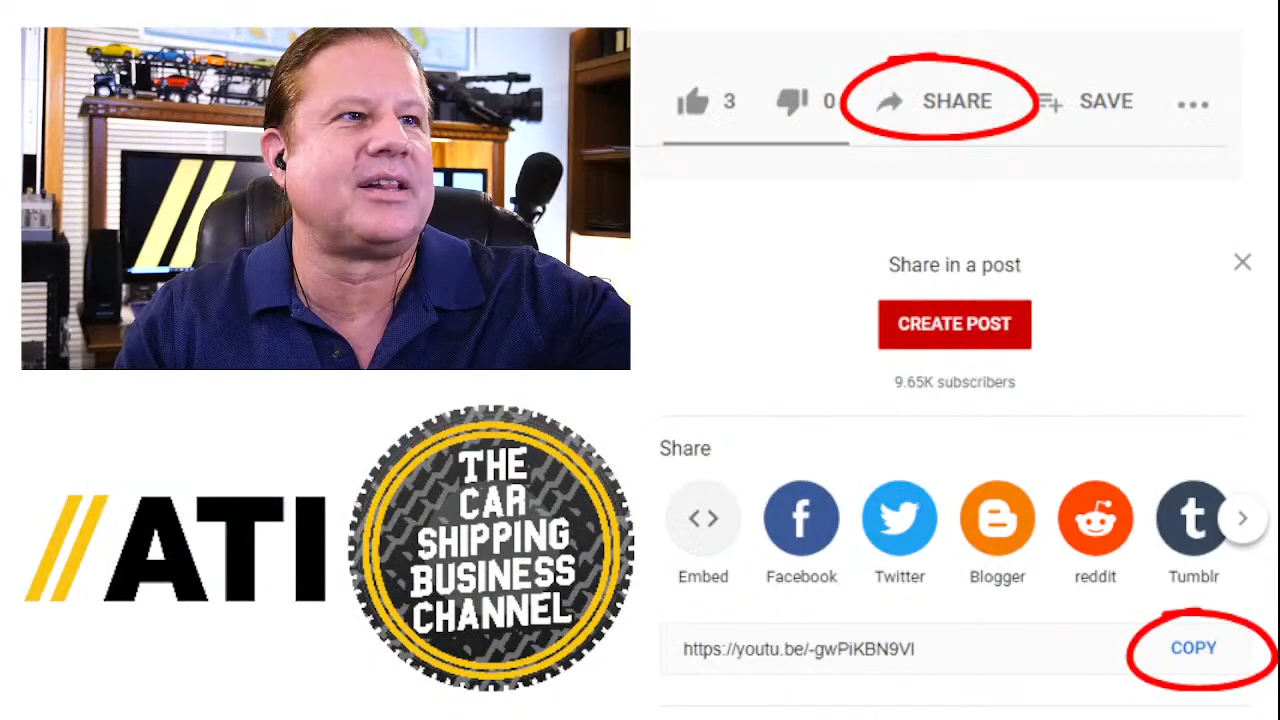 3
0
SHARE
SAVE
Share in a post
CREATE POST
9.65K subscribers
Share
Embed
Facebook
Twitter
Blogger
reddit
Tumblr
https://youtu.be/-gwPiKBN9VI
COPY
//ATI
THE
CAR
SHIPPING
BUSINESS
CHANNEL